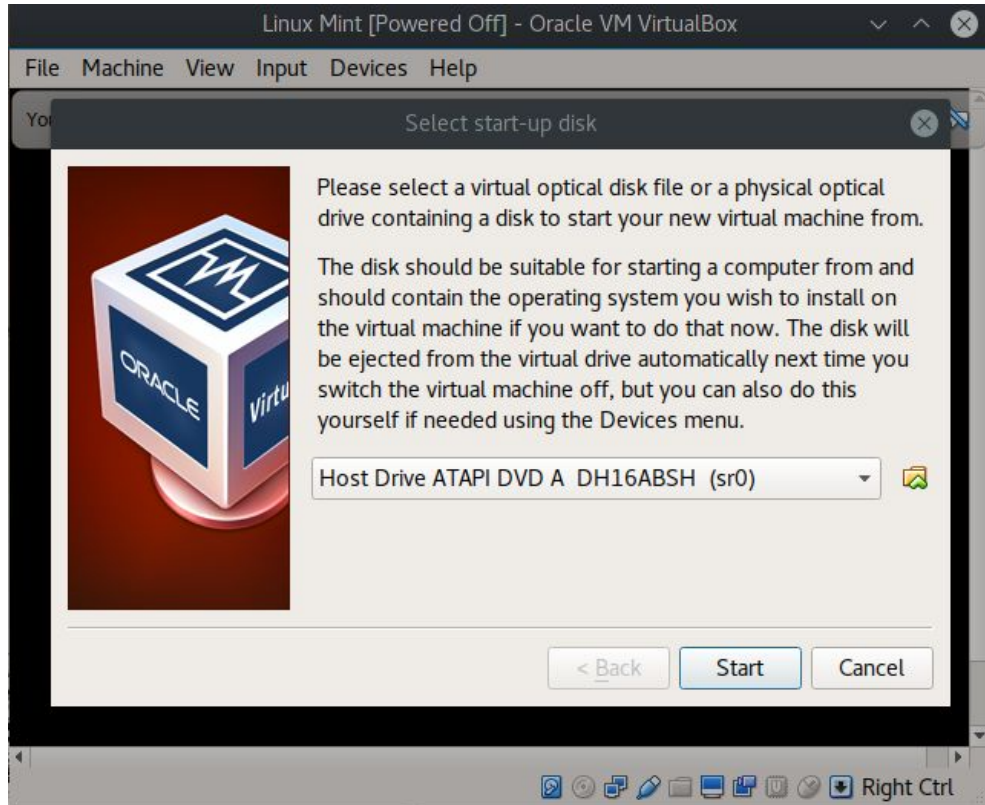 Linux Mint [Powered Off] - Oracle VM VirtualBox
File Machine View Input Devices Help
Select start-up disk
Please select a virtual optical disk file or a physical optical
drive containing a disk to start your new virtual machine from.
The disk should be suitable for starting a computer from and
should contain the operating system you wish to install on
the virtual machine if you want to do that now. The disk will
be ejected from the virtual drive automatically next time you
switch the virtual machine off, but you can also do this
yourself if needed using the Devices menu.
ORACLE
Host Drive ATAPI DVD A DH16ABSH (sr0)
< Back Start Cancel
Right Ctrl